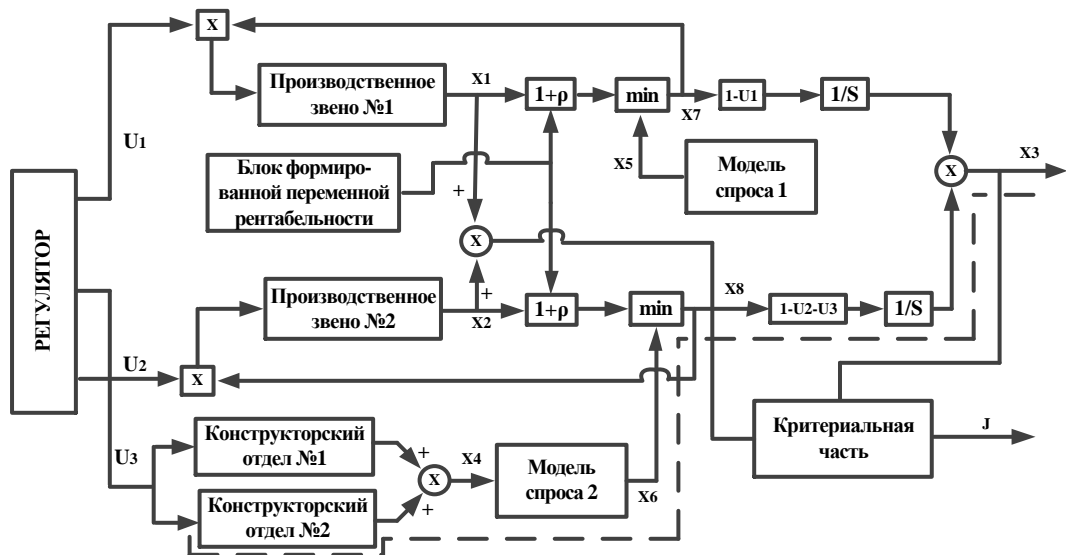 X
Производственное
звено №1
X1
1+ρ
min
X7
1-U1
1/S
U1
Блок формиро-
ванной переменной
рентабельности
+
X5
Модель
спроса 1
X
X3
РЕГУЛЯТОР
X
+
Производственное
звено №2
X2
1+ρ
min
X8
1-U2-U3
1/S
U2
X
U3
Конструкторский
отдел №1
+
X
X4
Модель
спроса 2
X6
Критериальная
часть
J
Конструкторский
отдел №2
+